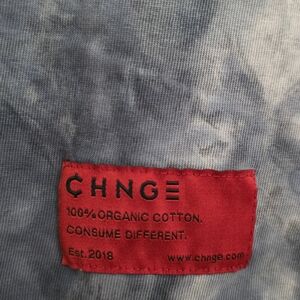 CHNGE
100% ORGANIC COTTON.
CONSUME DIFFERENT.
Est. 2018 www.chnge.com